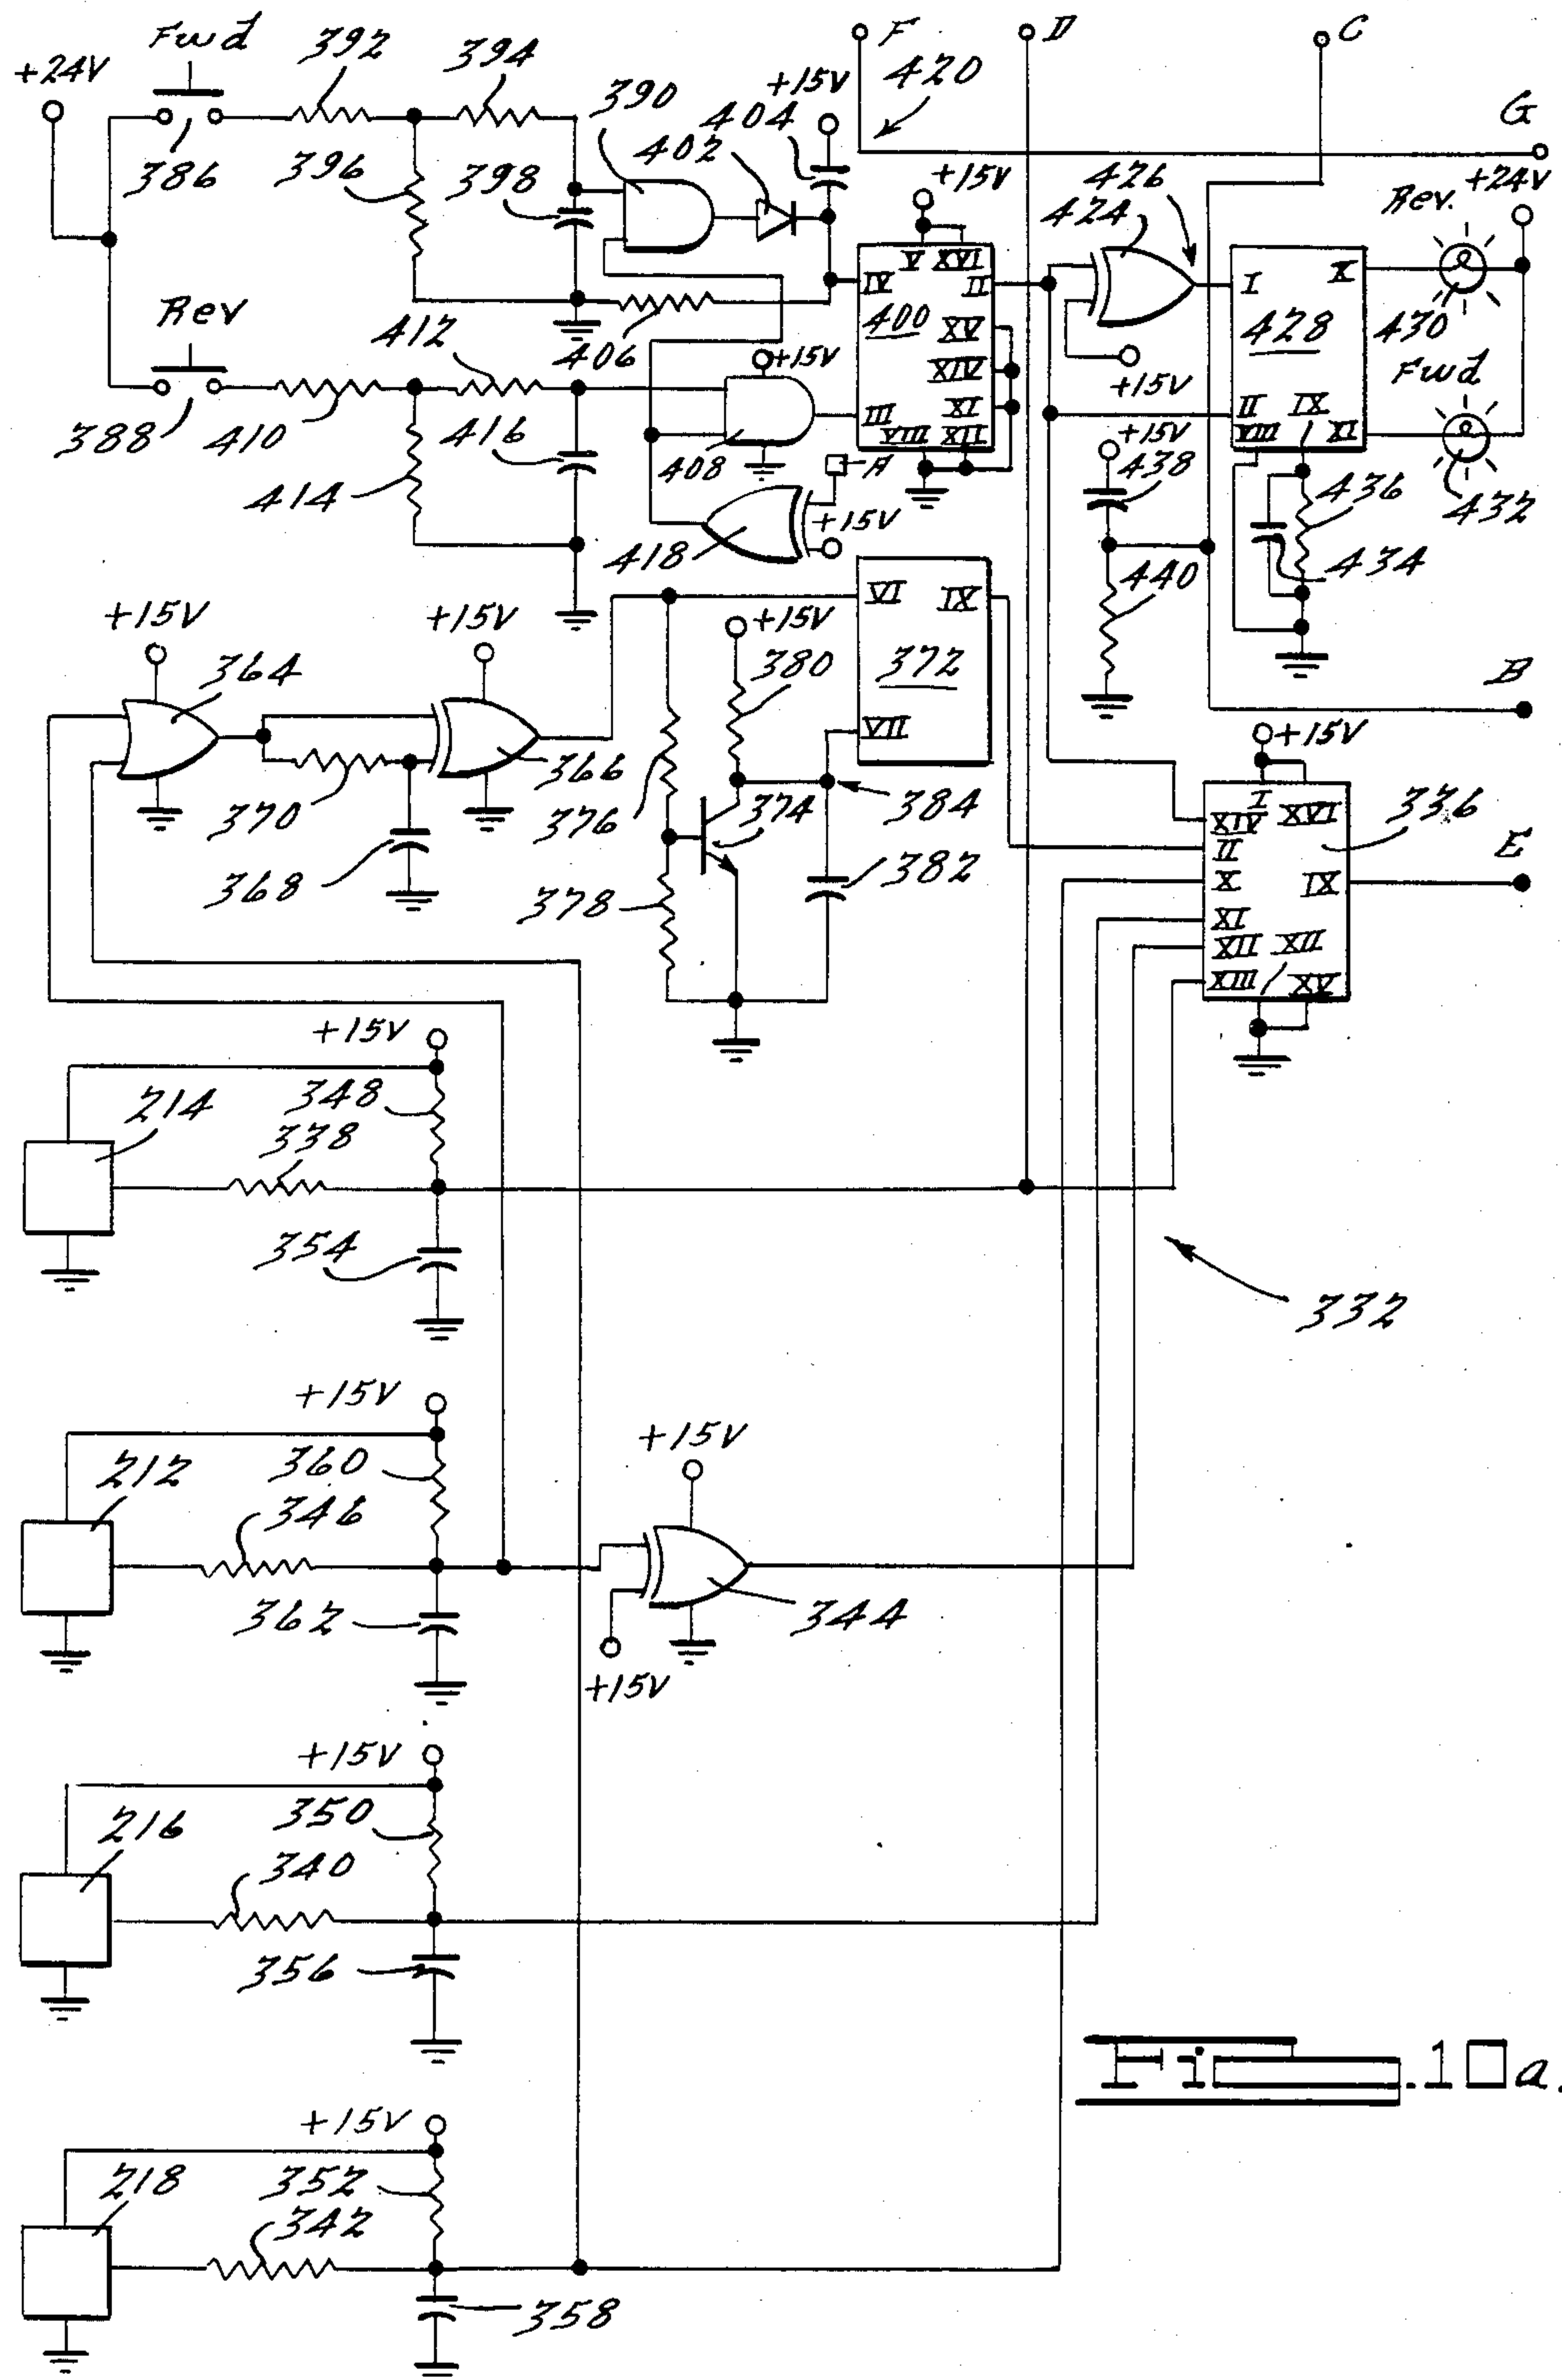 Fwd 392 394 F D C
+24V 390 +15V 420
404 G
386 396 398 402 +15V 426 Rev. +24V
424
V XVI
IV II I X
Rev 412 406 400 XV 428 430
+15V XIV +15V Fwd
III XI II IX
388 410 416 408 VIII XII VIII XI
414 A +15V 438 436 432
418 +15V
434
440
+15V +15V VI IX
+15V
364 380 372 B
VII +15V
366
370 376 374 384 I XVI 336
XIV
368 382 II E
378 X IX
XI
XII XII
XIII XV
+15V
348
214 338
354 332
+15V
+15V
360
212 346
362 344
+15V
+15V
350
216 340
356
Fig. 10a.
+15V
352
218 342
358